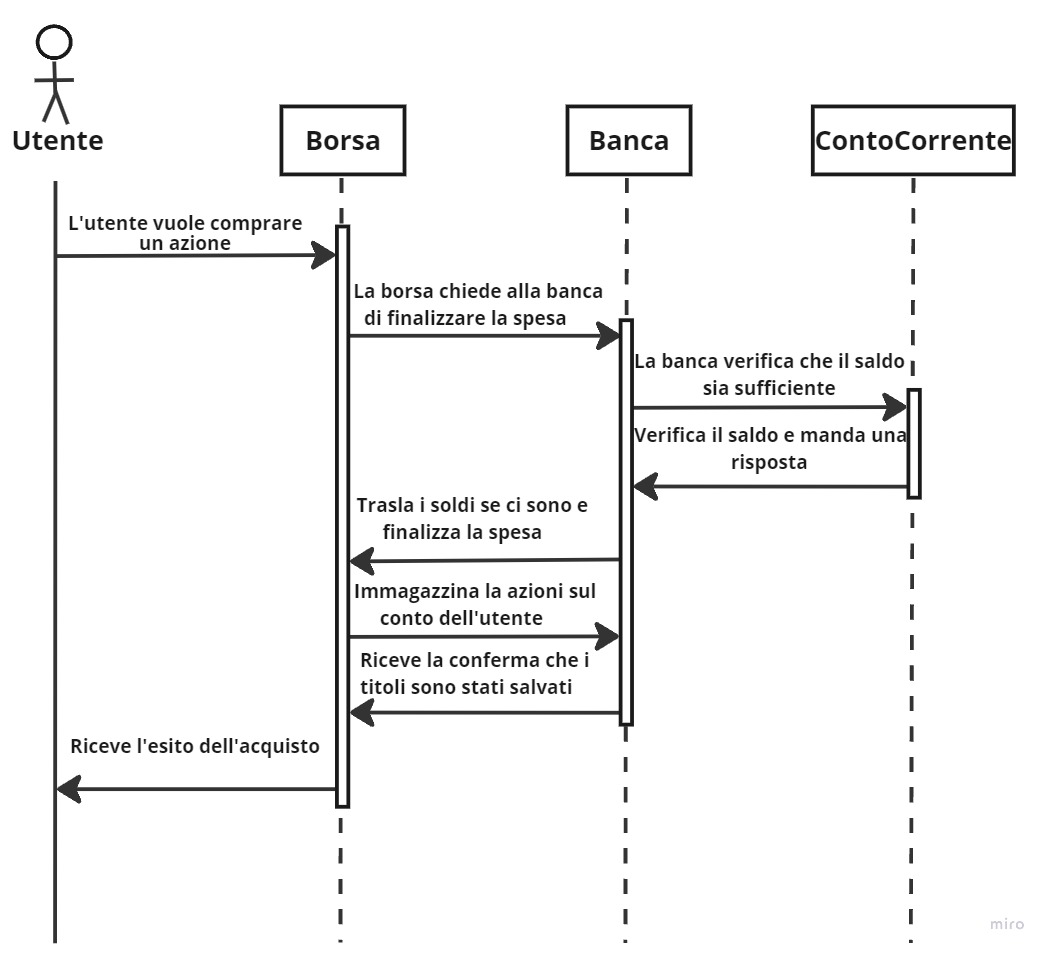 Utente
Borsa
Banca
ContoCorrente
L'utente vuole comprare
un azione
La borsa chiede alla banca
di finalizzare la spesa
La banca verifica che il saldo
sia sufficiente
Verifica il saldo e manda una
risposta
Trasla i soldi se ci sono e
finalizza la spesa
Immagazzina la azioni sul
conto dell'utente
Riceve la conferma che i
titoli sono stati salvati
Riceve l'esito dell'acquisto
miro